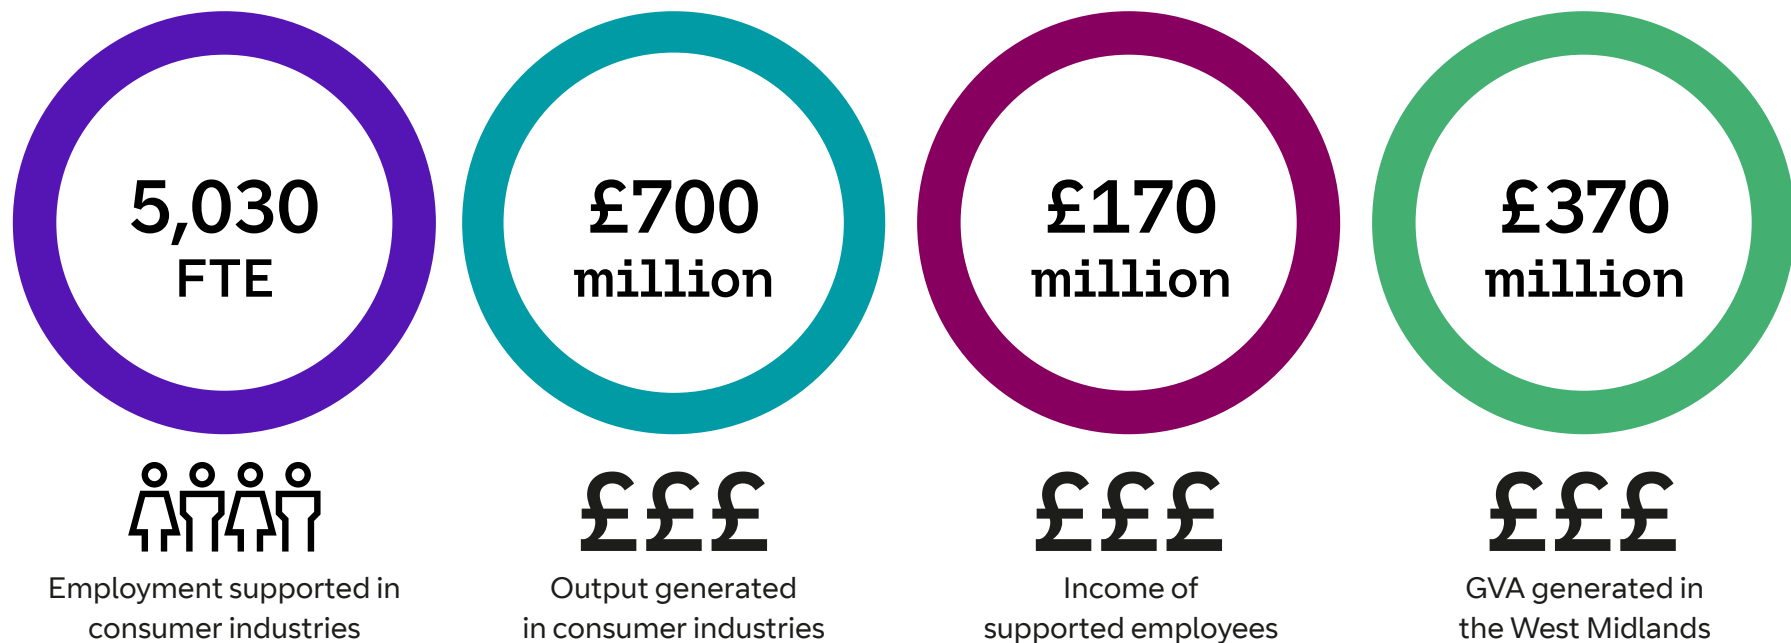 5,030
FTE
£700
million
£170
million
£370
million
£££
£££
£££
Employment supported in
consumer industries
Output generated
in consumer industries
Income of
supported employees
GVA generated in
the West Midlands